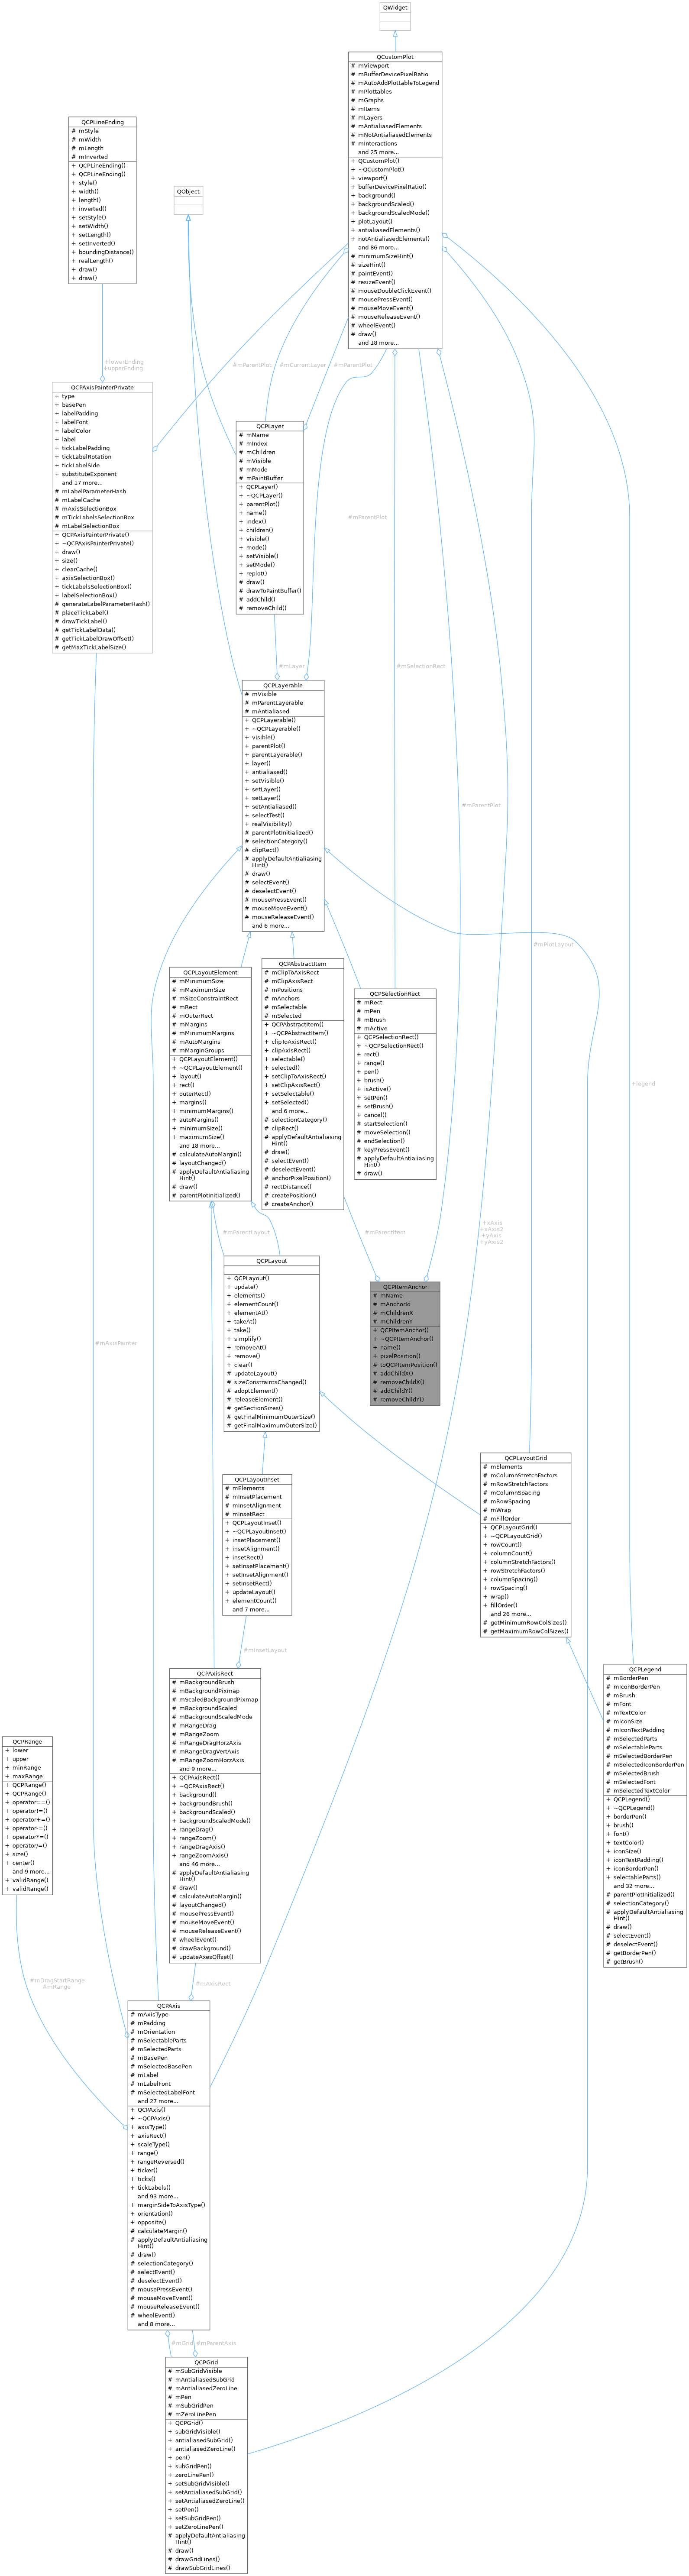 QWidget
QCustomPlot
# mViewport
# mBufferDevicePixelRatio
# mAutoAddPlottableToLegend
# mPlottables
# mGraphs
# mItems
# mLayers
# mAntialiasedElements
# mNotAntialiasedElements
# mInteractions
and 25 more...
+ QCustomPlot()
+ ~QCustomPlot()
+ viewport()
+ bufferDevicePixelRatio()
+ background()
+ backgroundScaled()
+ backgroundScaledMode()
+ plotLayout()
+ antialiasedElements()
+ notAntialiasedElements()
and 86 more...
# minimumSizeHint()
# sizeHint()
# paintEvent()
# resizeEvent()
# mouseDoubleClickEvent()
# mousePressEvent()
# mouseMoveEvent()
# mouseReleaseEvent()
# wheelEvent()
# draw()
and 18 more...
QCPLineEnding
# mStyle
# mWidth
# mLength
# mInverted
+ QCPLineEnding()
+ QCPLineEnding()
+ style()
+ width()
+ length()
+ inverted()
+ setStyle()
+ setWidth()
+ setLength()
+ setInverted()
+ boundingDistance()
+ realLength()
+ draw()
+ draw()
QObject
+lowerEnding
+upperEnding
#mParentPlot
#mCurrentLayer
#mParentPlot
QCPAxisPainterPrivate
+ type
+ basePen
+ labelPadding
+ labelFont
+ labelColor
+ label
+ tickLabelPadding
+ tickLabelRotation
+ tickLabelSide
+ substituteExponent
and 17 more...
# mLabelParameterHash
# mLabelCache
# mAxisSelectionBox
# mTickLabelsSelectionBox
# mLabelSelectionBox
+ QCPAxisPainterPrivate()
+ ~QCPAxisPainterPrivate()
+ draw()
+ size()
+ clearCache()
+ axisSelectionBox()
+ tickLabelsSelectionBox()
+ labelSelectionBox()
# generateLabelParameterHash()
# placeTickLabel()
# drawTickLabel()
# getTickLabelData()
# getTickLabelDrawOffset()
# getMaxTickLabelSize()
QCPLayer
# mName
# mIndex
# mChildren
# mVisible
# mMode
# mPaintBuffer
+ QCPLayer()
+ ~QCPLayer()
+ parentPlot()
+ name()
+ index()
+ children()
+ visible()
+ mode()
+ setVisible()
+ setMode()
+ replot()
# draw()
# drawToPaintBuffer()
# addChild()
# removeChild()
#mParentPlot
#mLayer
#mSelectionRect
QCPLayerable
# mVisible
# mParentLayerable
# mAntialiased
+ QCPLayerable()
+ ~QCPLayerable()
+ visible()
+ parentPlot()
+ parentLayerable()
+ layer()
+ antialiased()
+ setVisible()
+ setLayer()
+ setLayer()
+ setAntialiased()
+ selectTest()
+ realVisibility()
# parentPlotInitialized()
# selectionCategory()
# clipRect()
# applyDefaultAntialiasing
Hint()
# draw()
# selectEvent()
# deselectEvent()
# mousePressEvent()
# mouseMoveEvent()
# mouseReleaseEvent()
and 6 more...
#mParentPlot
#mPlotLayout
+legend
QCPLayoutElement
# mMinimumSize
# mMaximumSize
# mSizeConstraintRect
# mRect
# mOuterRect
# mMargins
# mMinimumMargins
# mAutoMargins
# mMarginGroups
+ QCPLayoutElement()
+ ~QCPLayoutElement()
+ layout()
+ rect()
+ outerRect()
+ margins()
+ minimumMargins()
+ autoMargins()
+ minimumSize()
+ maximumSize()
and 18 more...
# calculateAutoMargin()
# layoutChanged()
# applyDefaultAntialiasing
Hint()
# draw()
# parentPlotInitialized()
QCPAbstractItem
# mClipToAxisRect
# mClipAxisRect
# mPositions
# mAnchors
# mSelectable
# mSelected
+ QCPAbstractItem()
+ ~QCPAbstractItem()
+ clipToAxisRect()
+ clipAxisRect()
+ selectable()
+ selected()
+ setClipToAxisRect()
+ setClipAxisRect()
+ setSelectable()
+ setSelected()
and 6 more...
# selectionCategory()
# clipRect()
# applyDefaultAntialiasing
Hint()
# draw()
# selectEvent()
# deselectEvent()
# anchorPixelPosition()
# rectDistance()
# createPosition()
# createAnchor()
QCPSelectionRect
# mRect
# mPen
# mBrush
# mActive
+ QCPSelectionRect()
+ ~QCPSelectionRect()
+ rect()
+ range()
+ pen()
+ brush()
+ isActive()
+ setPen()
+ setBrush()
+ cancel()
# startSelection()
# moveSelection()
# endSelection()
# keyPressEvent()
# applyDefaultAntialiasing
Hint()
# draw()
#mParentLayout
#mParentItem
+xAxis
+xAxis2
+yAxis
+yAxis2
QCPLayout
+ QCPLayout()
+ update()
+ elements()
+ elementCount()
+ elementAt()
+ takeAt()
+ take()
+ simplify()
+ removeAt()
+ remove()
+ clear()
# updateLayout()
# sizeConstraintsChanged()
# adoptElement()
# releaseElement()
# getSectionSizes()
# getFinalMinimumOuterSize()
# getFinalMaximumOuterSize()
QCPItemAnchor
# mName
# mAnchorId
# mChildrenX
# mChildrenY
+ QCPItemAnchor()
+ ~QCPItemAnchor()
+ name()
+ pixelPosition()
# toQCPItemPosition()
# addChildX()
# removeChildX()
# addChildY()
# removeChildY()
#mAxisPainter
QCPLayoutInset
# mElements
# mInsetPlacement
# mInsetAlignment
# mInsetRect
+ QCPLayoutInset()
+ ~QCPLayoutInset()
+ insetPlacement()
+ insetAlignment()
+ insetRect()
+ setInsetPlacement()
+ setInsetAlignment()
+ setInsetRect()
+ updateLayout()
+ elementCount()
and 7 more...
QCPLayoutGrid
# mElements
# mColumnStretchFactors
# mRowStretchFactors
# mColumnSpacing
# mRowSpacing
# mWrap
# mFillOrder
+ QCPLayoutGrid()
+ ~QCPLayoutGrid()
+ rowCount()
+ columnCount()
+ columnStretchFactors()
+ rowStretchFactors()
+ columnSpacing()
+ rowSpacing()
+ wrap()
+ fillOrder()
and 26 more...
# getMinimumRowColSizes()
# getMaximumRowColSizes()
#mInsetLayout
QCPAxisRect
# mBackgroundBrush
# mBackgroundPixmap
# mScaledBackgroundPixmap
# mBackgroundScaled
# mBackgroundScaledMode
# mRangeDrag
# mRangeZoom
# mRangeDragHorzAxis
# mRangeDragVertAxis
# mRangeZoomHorzAxis
and 9 more...
+ QCPAxisRect()
+ ~QCPAxisRect()
+ background()
+ backgroundBrush()
+ backgroundScaled()
+ backgroundScaledMode()
+ rangeDrag()
+ rangeZoom()
+ rangeDragAxis()
+ rangeZoomAxis()
and 46 more...
# applyDefaultAntialiasing
Hint()
# draw()
# calculateAutoMargin()
# layoutChanged()
# mousePressEvent()
# mouseMoveEvent()
# mouseReleaseEvent()
# wheelEvent()
# drawBackground()
# updateAxesOffset()
QCPLegend
# mBorderPen
# mIconBorderPen
# mBrush
# mFont
# mTextColor
# mIconSize
# mIconTextPadding
# mSelectedParts
# mSelectableParts
# mSelectedBorderPen
# mSelectedIconBorderPen
# mSelectedBrush
# mSelectedFont
# mSelectedTextColor
+ QCPLegend()
+ ~QCPLegend()
+ borderPen()
+ brush()
+ font()
+ textColor()
+ iconSize()
+ iconTextPadding()
+ iconBorderPen()
+ selectableParts()
and 32 more...
# parentPlotInitialized()
# selectionCategory()
# applyDefaultAntialiasing
Hint()
# draw()
# selectEvent()
# deselectEvent()
# getBorderPen()
# getBrush()
QCPRange
+ lower
+ upper
+ minRange
+ maxRange
+ QCPRange()
+ QCPRange()
+ operator==()
+ operator!=()
+ operator+=()
+ operator-=()
+ operator*=()
+ operator/=()
+ size()
+ center()
and 9 more...
+ validRange()
+ validRange()
#mDragStartRange
#mRange
#mAxisRect
QCPAxis
# mAxisType
# mPadding
# mOrientation
# mSelectableParts
# mSelectedParts
# mBasePen
# mSelectedBasePen
# mLabel
# mLabelFont
# mSelectedLabelFont
and 27 more...
+ QCPAxis()
+ ~QCPAxis()
+ axisType()
+ axisRect()
+ scaleType()
+ range()
+ rangeReversed()
+ ticker()
+ ticks()
+ tickLabels()
and 93 more...
+ marginSideToAxisType()
+ orientation()
+ opposite()
# calculateMargin()
# applyDefaultAntialiasing
Hint()
# draw()
# selectionCategory()
# selectEvent()
# deselectEvent()
# mousePressEvent()
# mouseMoveEvent()
# mouseReleaseEvent()
# wheelEvent()
and 8 more...
#mGrid
#mParentAxis
QCPGrid
# mSubGridVisible
# mAntialiasedSubGrid
# mAntialiasedZeroLine
# mPen
# mSubGridPen
# mZeroLinePen
+ QCPGrid()
+ subGridVisible()
+ antialiasedSubGrid()
+ antialiasedZeroLine()
+ pen()
+ subGridPen()
+ zeroLinePen()
+ setSubGridVisible()
+ setAntialiasedSubGrid()
+ setAntialiasedZeroLine()
+ setPen()
+ setSubGridPen()
+ setZeroLinePen()
# applyDefaultAntialiasing
Hint()
# draw()
# drawGridLines()
# drawSubGridLines()